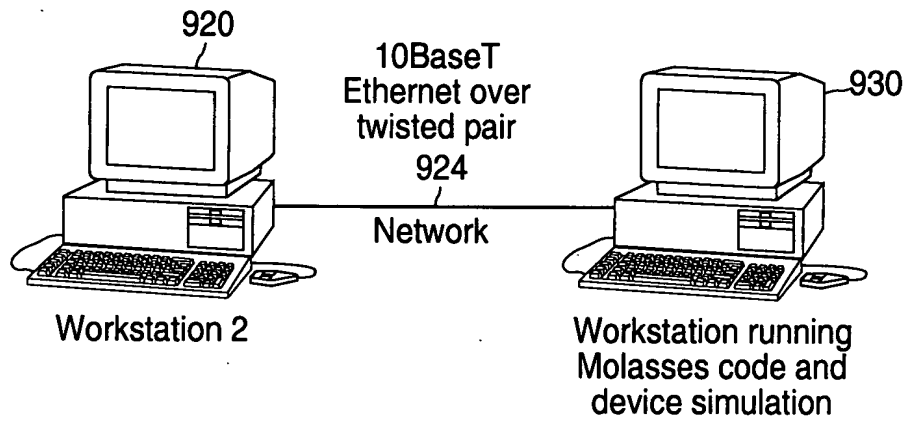 920
10BaseT
Ethernet over
twisted pair
924
930
Network
Workstation 2
Workstation running
Molasses code and
device simulation